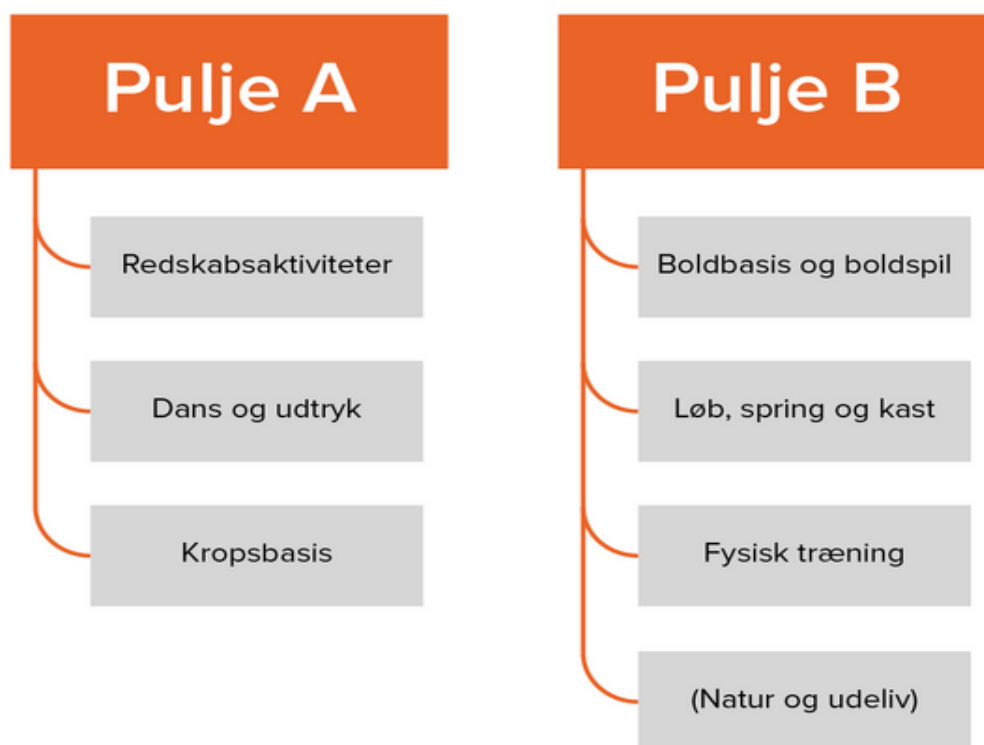 Pulje A
Redskabsaktiviteter
Dans og udtryk
Kropsbasis
Pulje B
Boldbasis og boldspil
Løb, spring og kast
Fysisk træning
(Natur og udeliv)